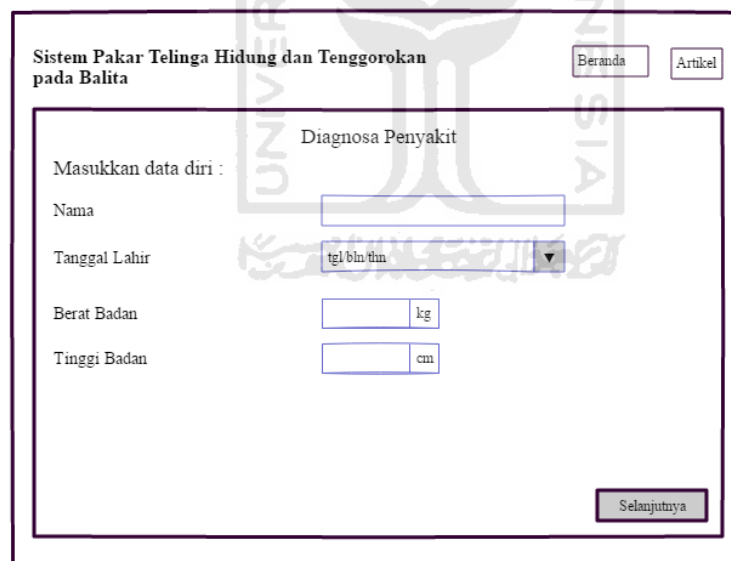 Sistem Pakar Telinga Hidung dan Tenggorokan
pada Balita
Beranda
Artikel
Diagnosa Penyakit
Masukkan data diri :
Nama
Tanggal Lahir
tgl/bln/thn
Berat Badan
kg
Tinggi Badan
cm
Selanjutnya